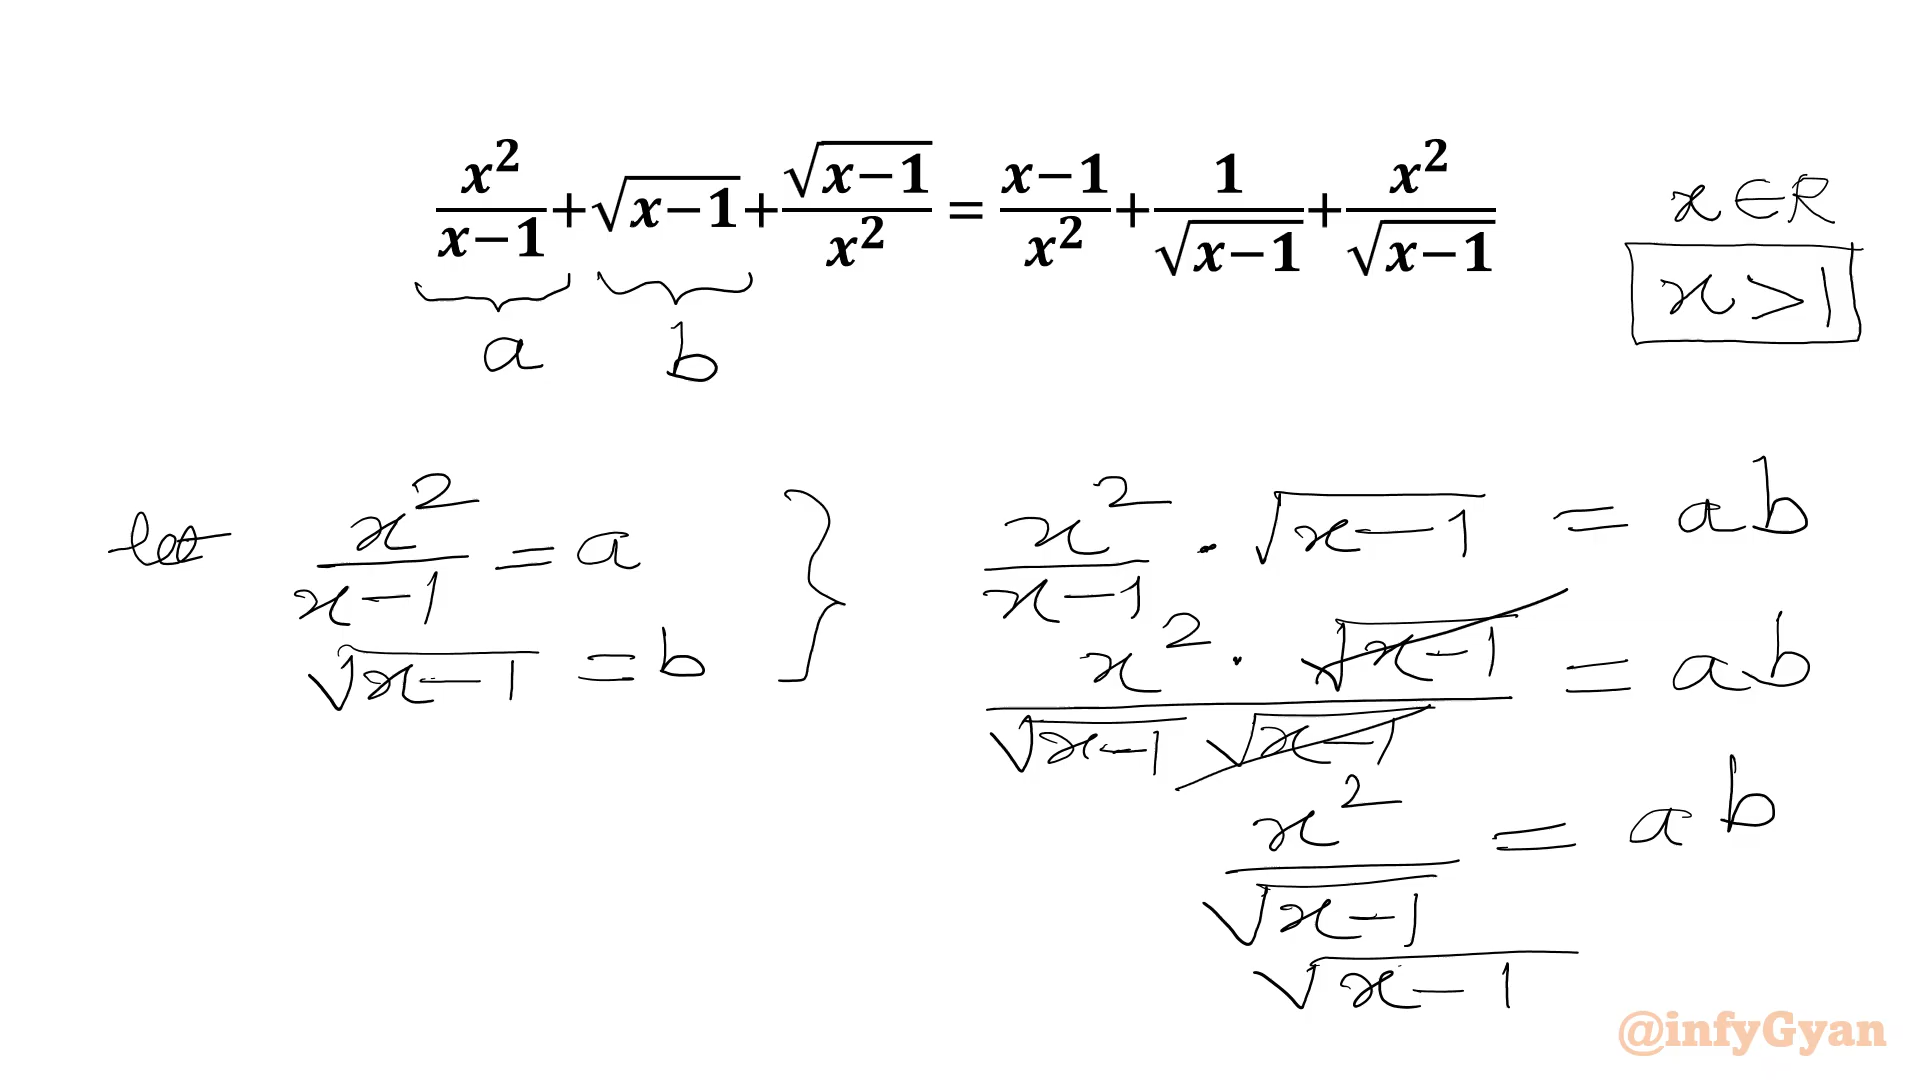 x²/(x−1) + √(x−1) + √(x−1)/x² = (x−1)/x² + 1/√(x−1) + x²/√(x−1)
x ∈ R
x > 1
a b
let x²/(x−1) = a
√(x−1) = b
x²/(x−1) · √(x−1) = ab
x² · √(x−1) / √(x−1) √(x−1) = ab
x²/√(x−1) = ab
√(x−1)
@infyGyan